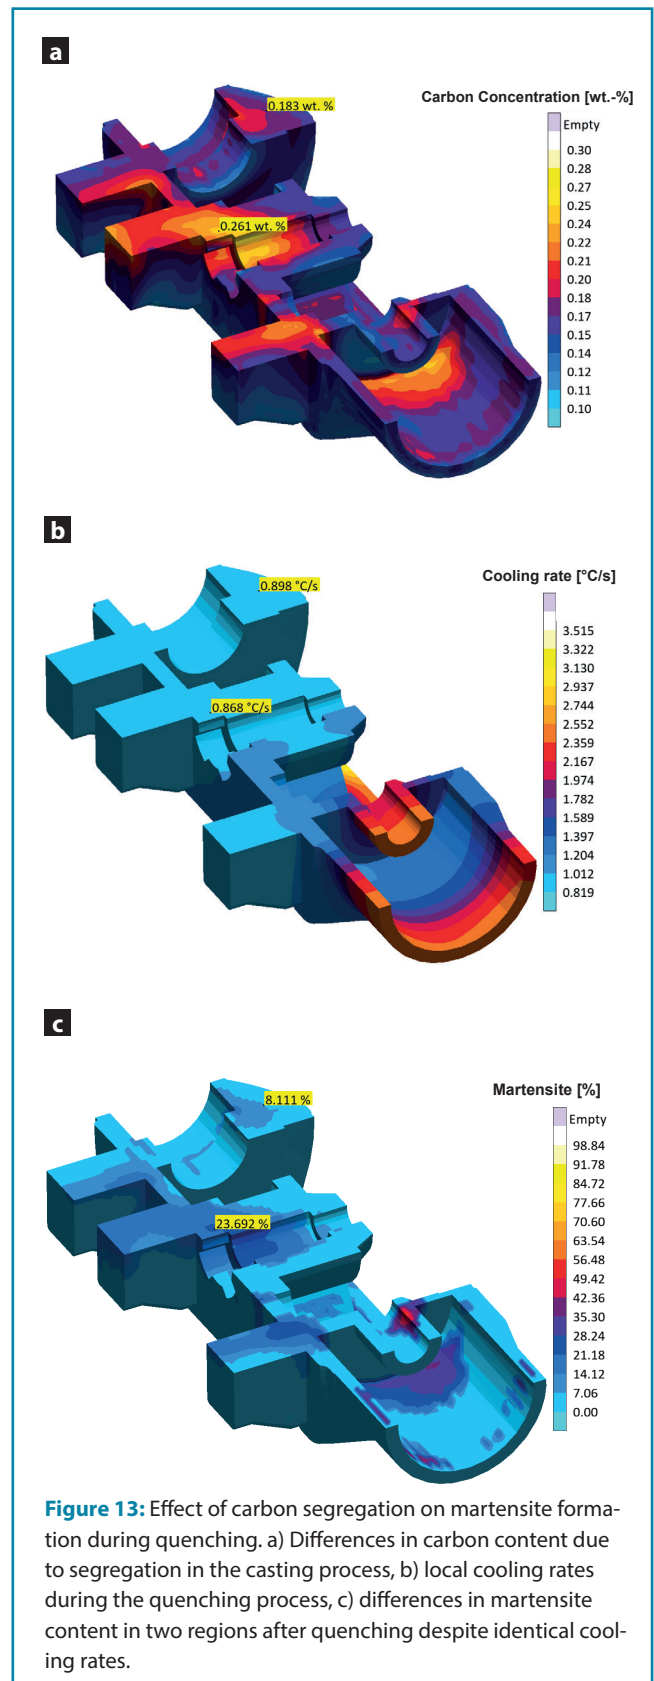 a
0.183 wt. %
Carbon Concentration [wt.-%]
Empty
0.30
0.28
0.27
0.25
0.24
0.22
0.21
0.20
0.18
0.17
0.15
0.14
0.12
0.11
0.10
0.261 wt. %
b
0.898 °C/s
Cooling rate [°C/s]
3.515
3.322
3.130
2.937
2.744
2.552
2.359
2.167
1.974
1.782
1.589
1.397
1.204
1.012
0.819
0.868 °C/s
c
8.111 %
Martensite [%]
Empty
98.84
91.78
84.72
77.66
70.60
63.54
56.48
49.42
42.36
35.30
28.24
21.18
14.12
7.06
0.00
23.692 %
Figure 13: Effect of carbon segregation on martensite forma-
tion during quenching. a) Differences in carbon content due
to segregation in the casting process, b) local cooling rates
during the quenching process, c) differences in martensite
content in two regions after quenching despite identical cool-
ing rates.